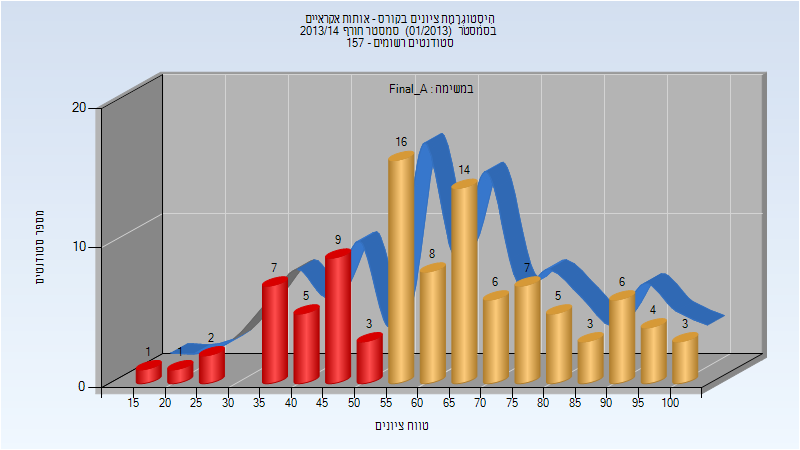 היסטוגרמת ציונים בקורס - אותות אקראיים
בסמסטר (01/2013) סמסטר חורף 2013/14
סטודנטים רשומים - 157
במשימה : Final_A
מספר סטודנטים
20
10
0
1
1
2
7
5
9
3
16
8
14
6
7
5
3
6
4
3
15 20 25 30 35 40 45 50 55 60 65 70 75 80 85 90 95 100
טווח ציונים